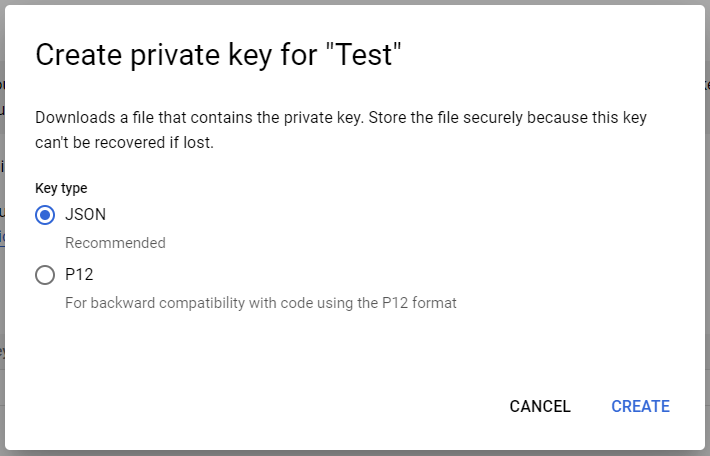 Create private key for "Test"
Downloads a file that contains the private key. Store the file securely because this key
can't be recovered if lost.
Key type
JSON
Recommended
P12
For backward compatibility with code using the P12 format
CANCEL
CREATE